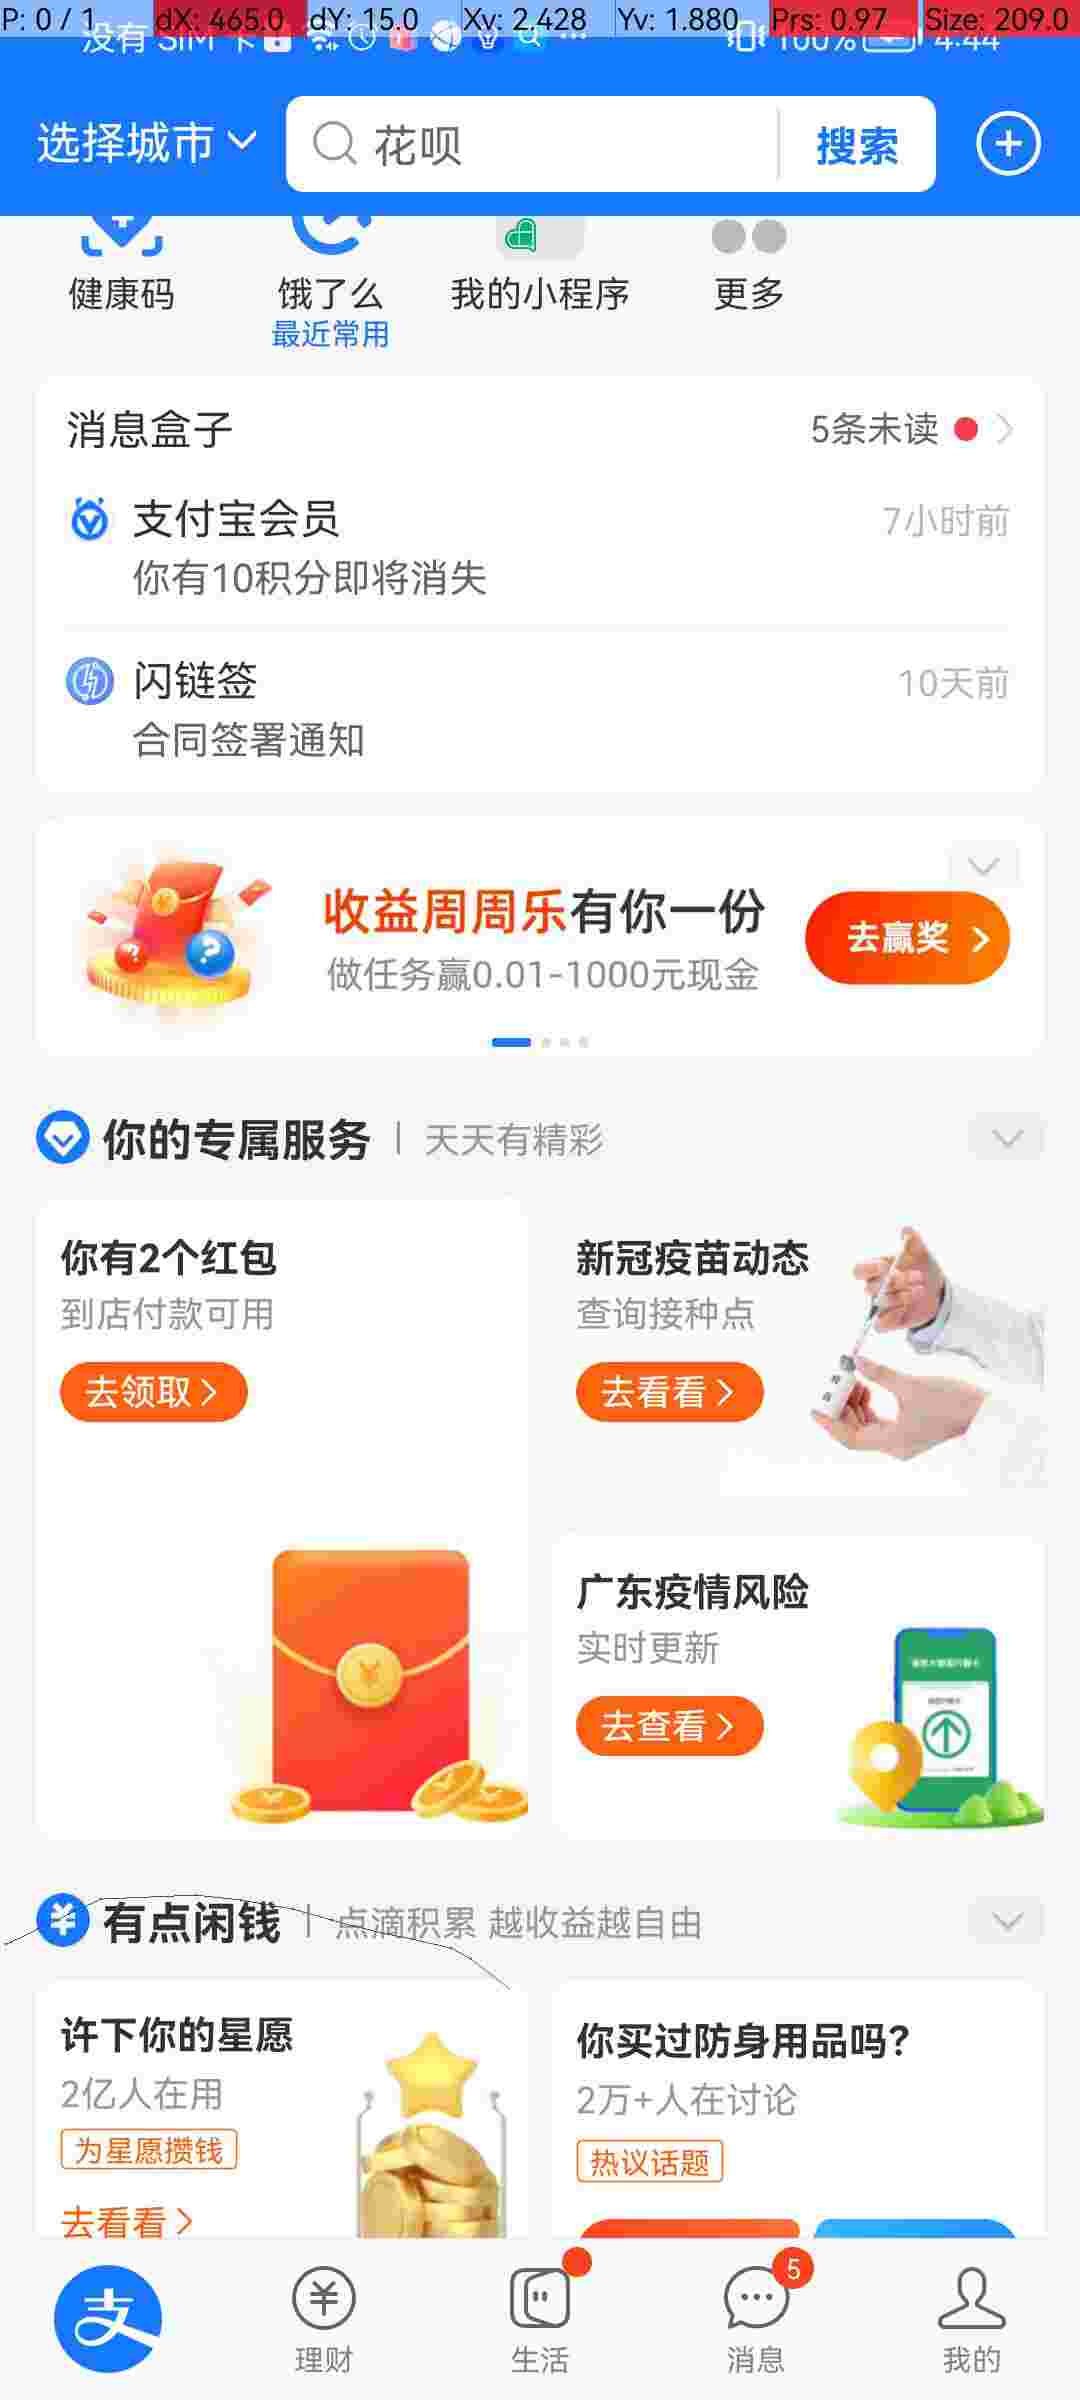 P: 0 / 1 dX: 465.0 dY: 15.0 Xv: 2.428 Yv: 1.880 Prs: 0.97 Size: 209.0
没有 SIM 卡 100% 4:44
选择城市 花呗 搜索
健康码 饿了么 我的小程序 更多
最近常用
消息盒子 5条未读
支付宝会员 7小时前
你有10积分即将消失
闪链签 10天前
合同签署通知
收益周周乐有你一份
做任务赢0.01-1000元现金
去赢奖
你的专属服务 天天有精彩
你有2个红包
到店付款可用
去领取
新冠疫苗动态
查询接种点
去看看
广东疫情风险
实时更新
去查看
有点闲钱 点滴积累 越收益越自由
许下你的星愿
2亿人在用
为星愿攒钱
去看看
你买过防身用品吗?
2万+人在讨论
热议话题
支
理财 生活 消息 5 我的